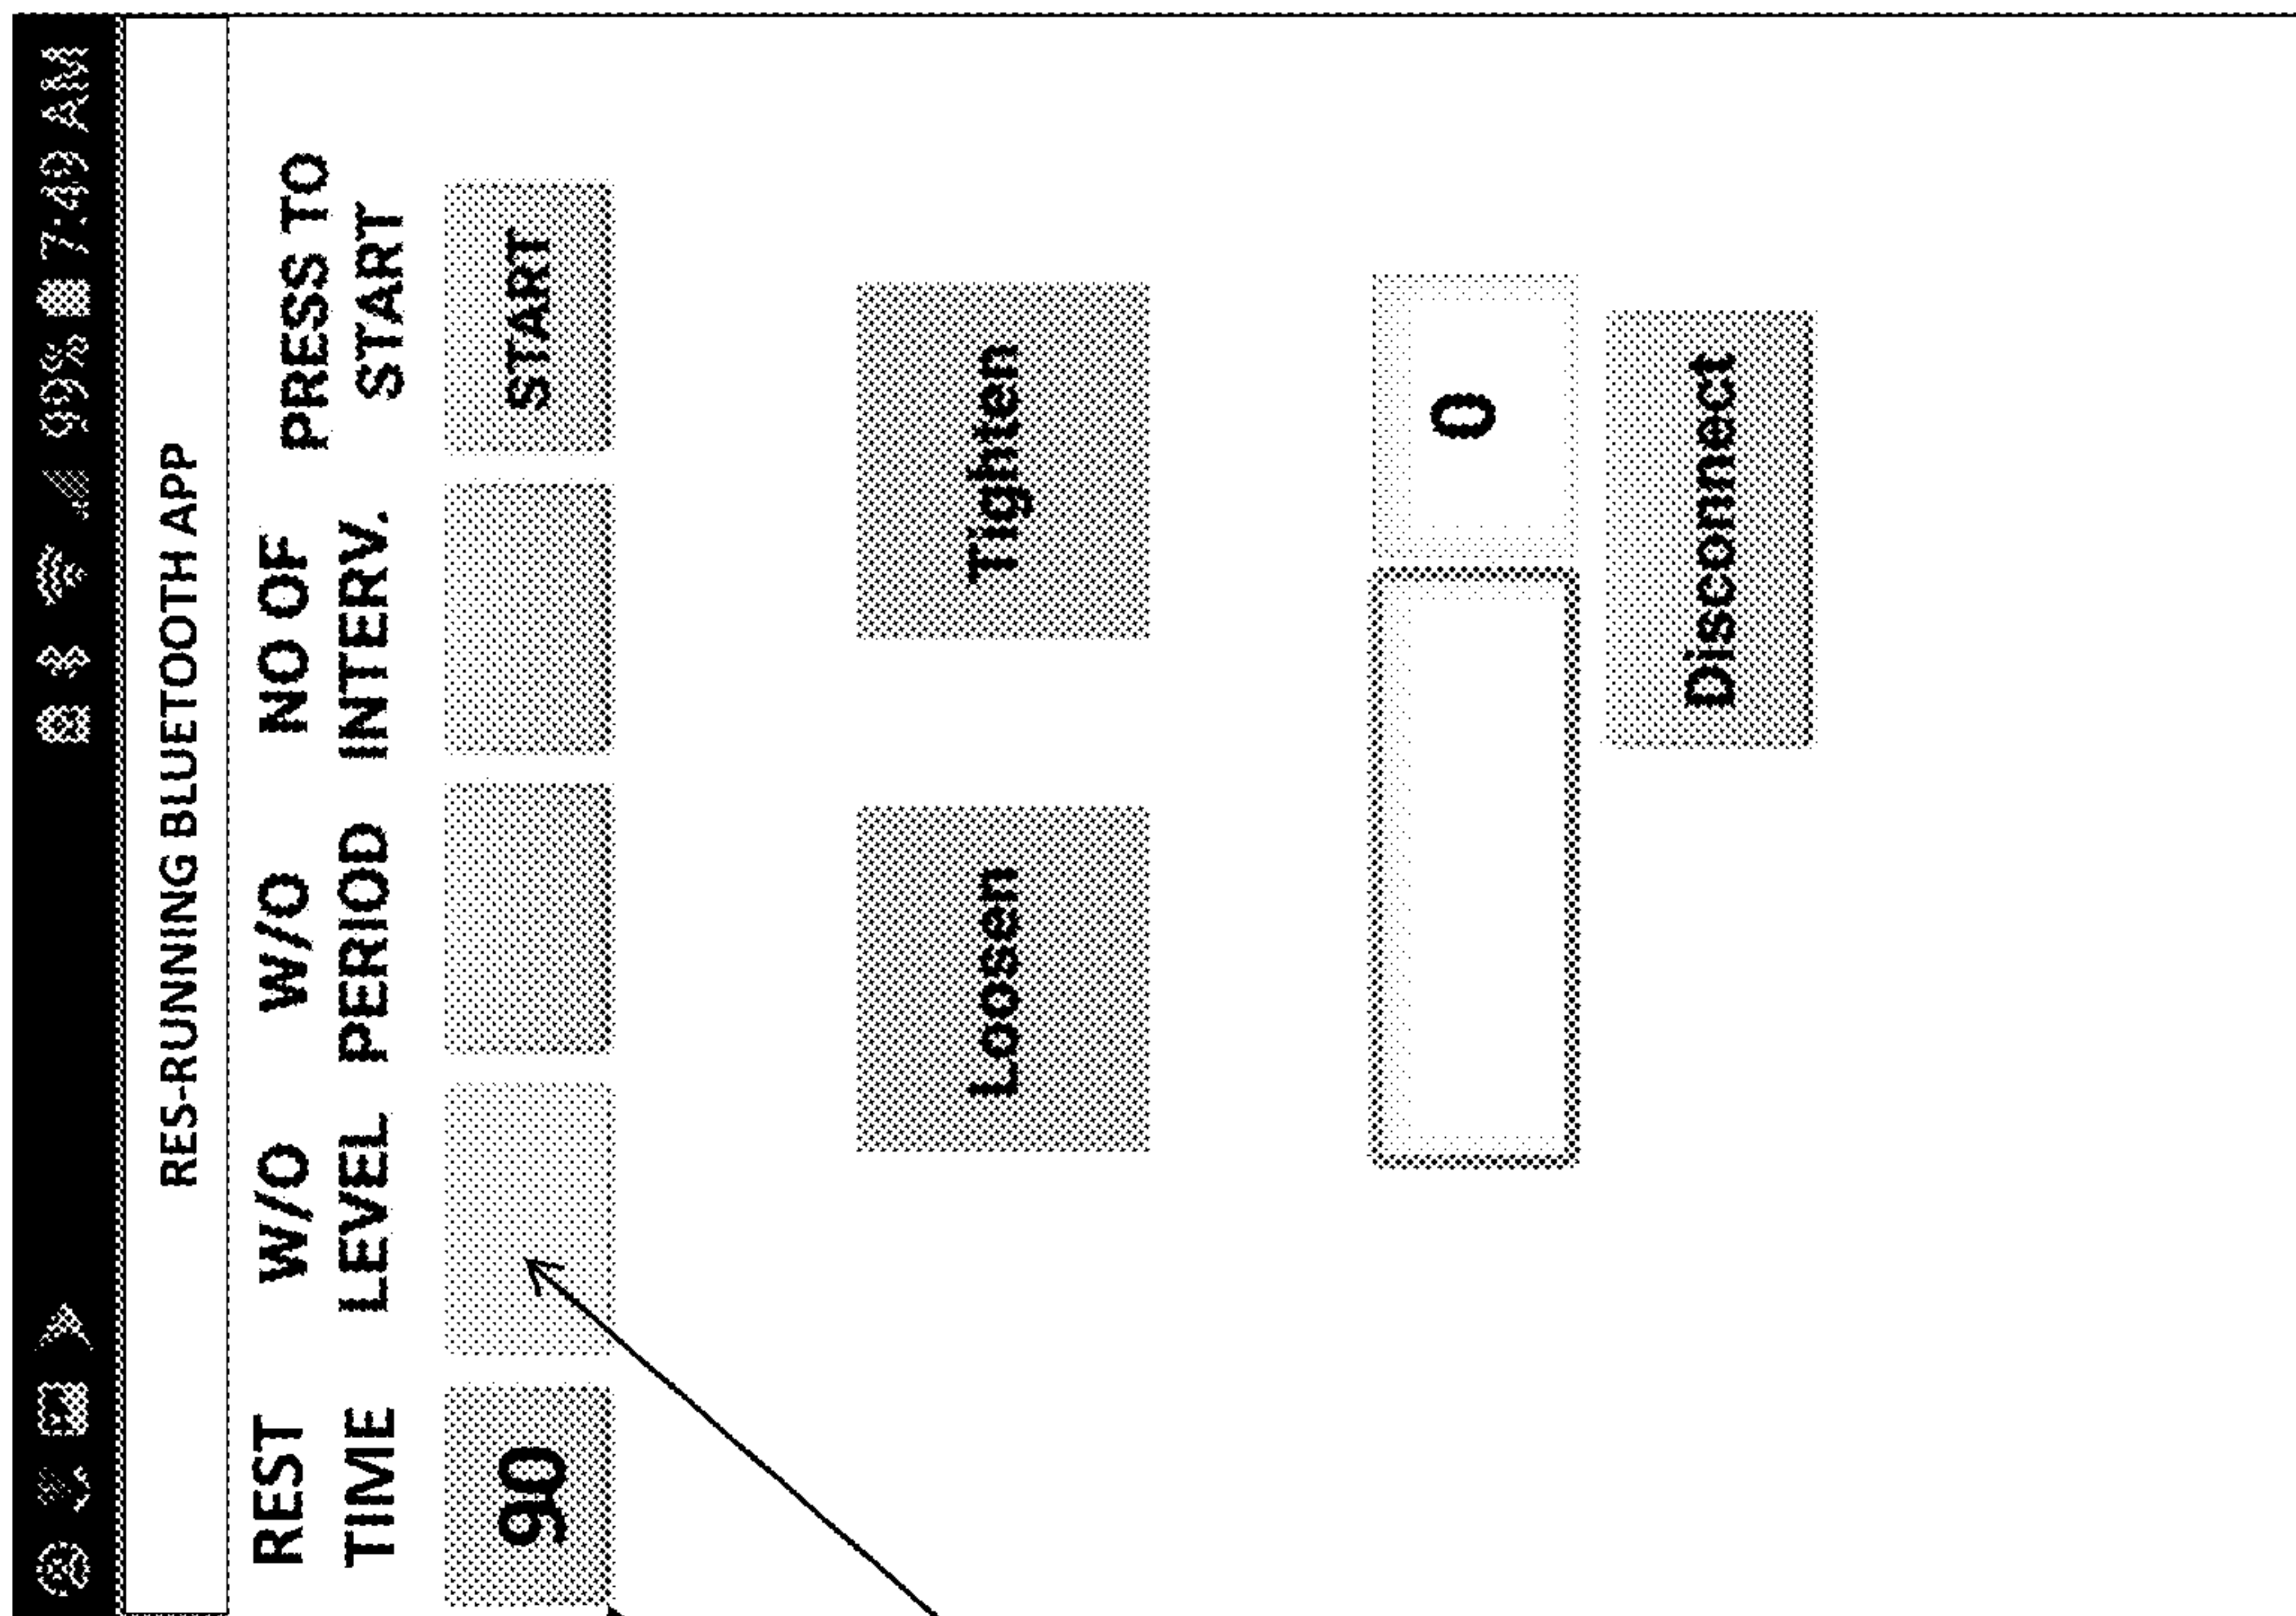 99% 7:49 AM
RES-RUNNING BLUETOOTH APP
REST TIME
W/O LEVEL
W/O PERIOD
NO OF INTERV.
PRESS TO START
90
START
Loosen
Tighten
0
Disconnect